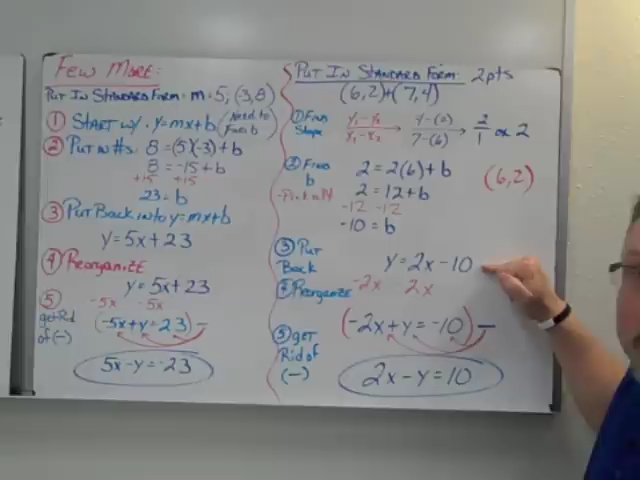 FEW MORE:
PUT IN STANDARD FORM: m = 5; (3,8)
① START W/ . y = mx + b (Need to Find b)
② PUT IN #s: 8 = (5)(-3) + b
8 = -15 + b
+15 +15
23 = b
③ PUT BACK INTO y = mx + b
y = 5x + 23
④ REORGANIZE
y = 5x + 23
-5x -5x
⑤ get Rid of (-)
(-5x + y = 23) -
5x - y = -23
PUT IN STANDARD FORM: 2pts
(6,2) + (7,4)
① Find Slope
y₁-y₂ / x₁-x₂ → 4-(2) / 7-(6) → 2/1 or 2
② FIND b
2 = 2(6) + b
(6,2)
2 = 12 + b
-12 -12
-10 = b
③ PUT Back
y = 2x - 10
④ Reorganize
-2x 2x
(-2x + y = -10) -
⑤ get Rid of (-)
2x - y = 10